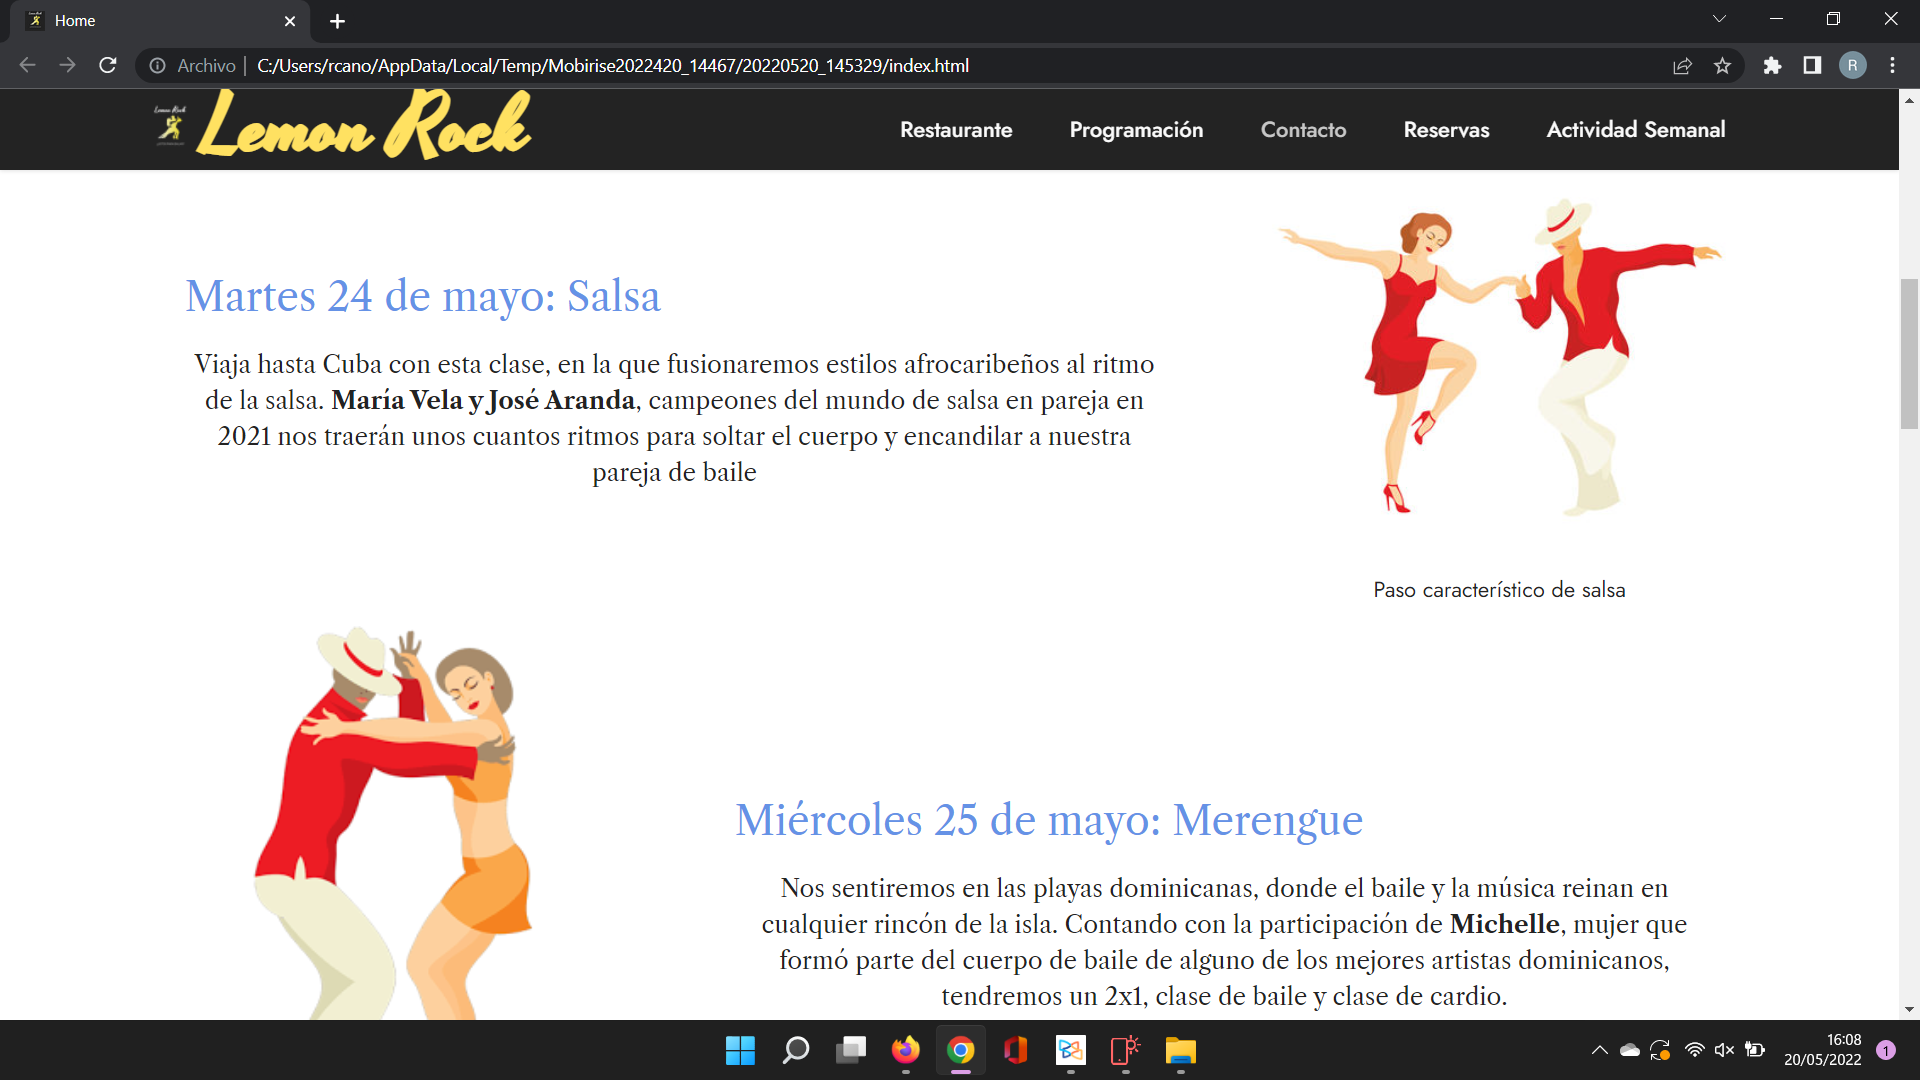 Home
Archivo | C:/Users/rcano/AppData/Local/Temp/Mobirise2022420_14467/20220520_145329/index.html
R
Lemon Rock
Lemon Rock
Restaurante
Programación
Contacto
Reservas
Actividad Semanal
Martes 24 de mayo: Salsa
Viaja hasta Cuba con esta clase, en la que fusionaremos estilos afrocaribeños al ritmo
de la salsa. María Vela y José Aranda, campeones del mundo de salsa en pareja en
2021 nos traerán unos cuantos ritmos para soltar el cuerpo y encandilar a nuestra
pareja de baile
Paso característico de salsa
Miércoles 25 de mayo: Merengue
Nos sentiremos en las playas dominicanas, donde el baile y la música reinan en
cualquier rincón de la isla. Contando con la participación de Michelle, mujer que
formó parte del cuerpo de baile de alguno de los mejores artistas dominicanos,
tendremos un 2x1, clase de baile y clase de cardio.
16:08
20/05/2022
1